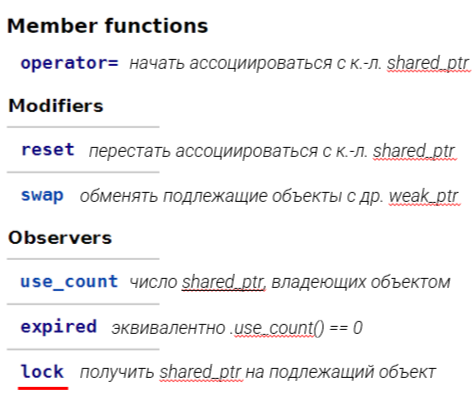 Member functions
operator= начать ассоциироваться с к.-л. shared_ptr
Modifiers
reset перестать ассоциироваться с к.-л. shared_ptr
swap обменять подлежащие объекты с др. weak_ptr
Observers
use_count число shared_ptr, владеющих объектом
expired эквивалентно .use_count() == 0
lock получить shared_ptr на подлежащий объект